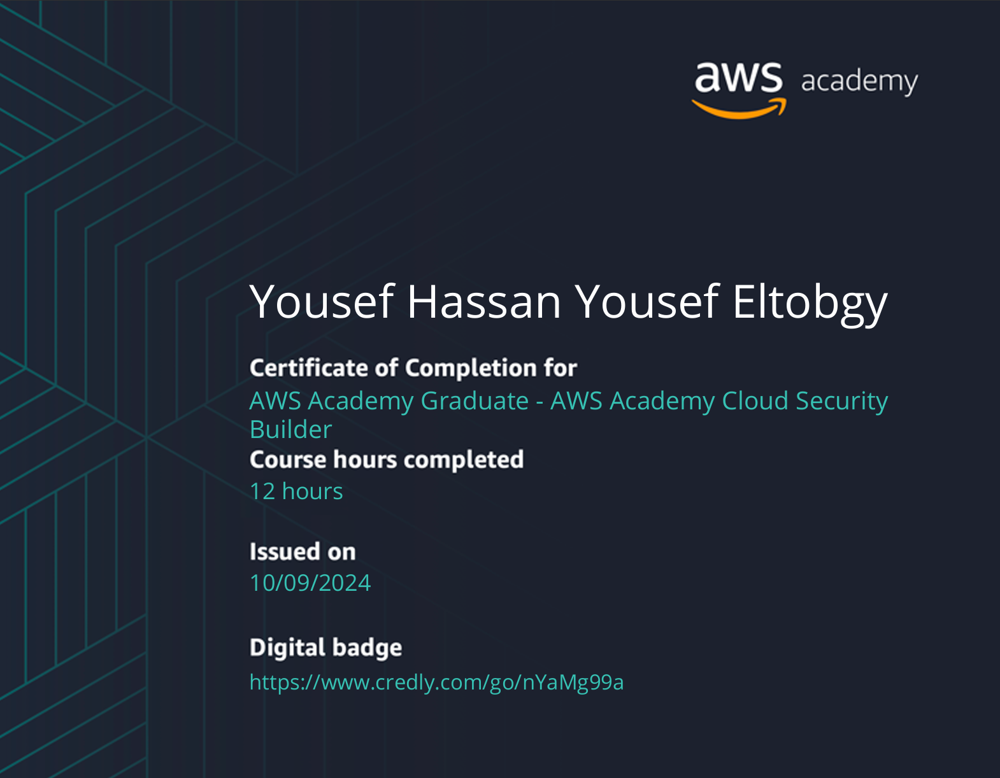 aws academy
Yousef Hassan Yousef Eltobgy
Certificate of Completion for
AWS Academy Graduate - AWS Academy Cloud Security
Builder
Course hours completed
12 hours
Issued on
10/09/2024
Digital badge
https://www.credly.com/go/nYaMg99a